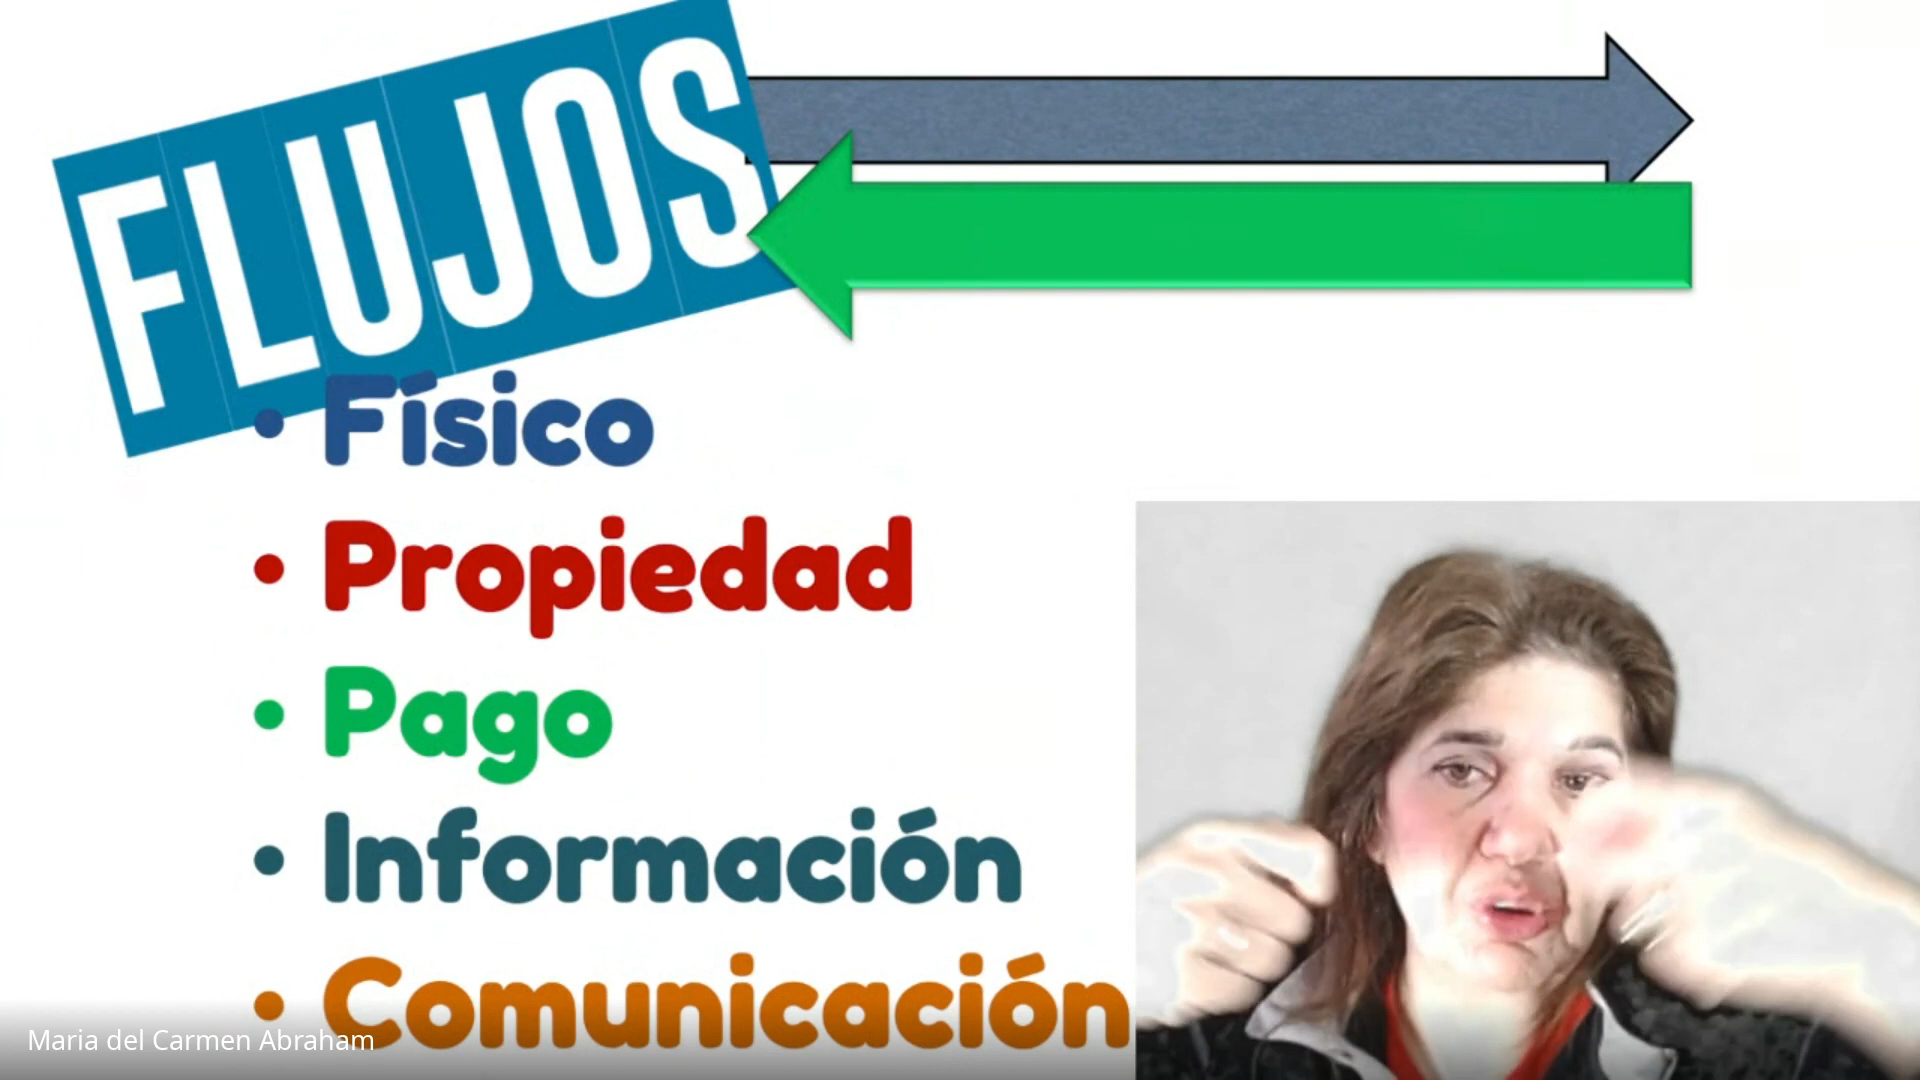 FLUJOS
• Físico
• Propiedad
• Pago
• Información
• Comunicación
Maria del Carmen Abraham